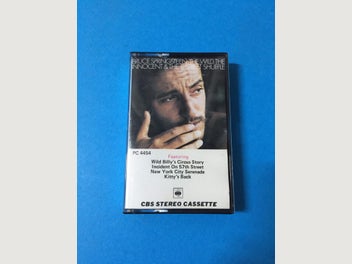 BRUCE SPRINGSTEEN THE WILD, THE
INNOCENT & THE E STREET SHUFFLE
PC 4454
Featuring
Wild Billy's Circus Story
Incident On 57th Street
New York City Serenade
Kitty's Back
CBS STEREO CASSETTE